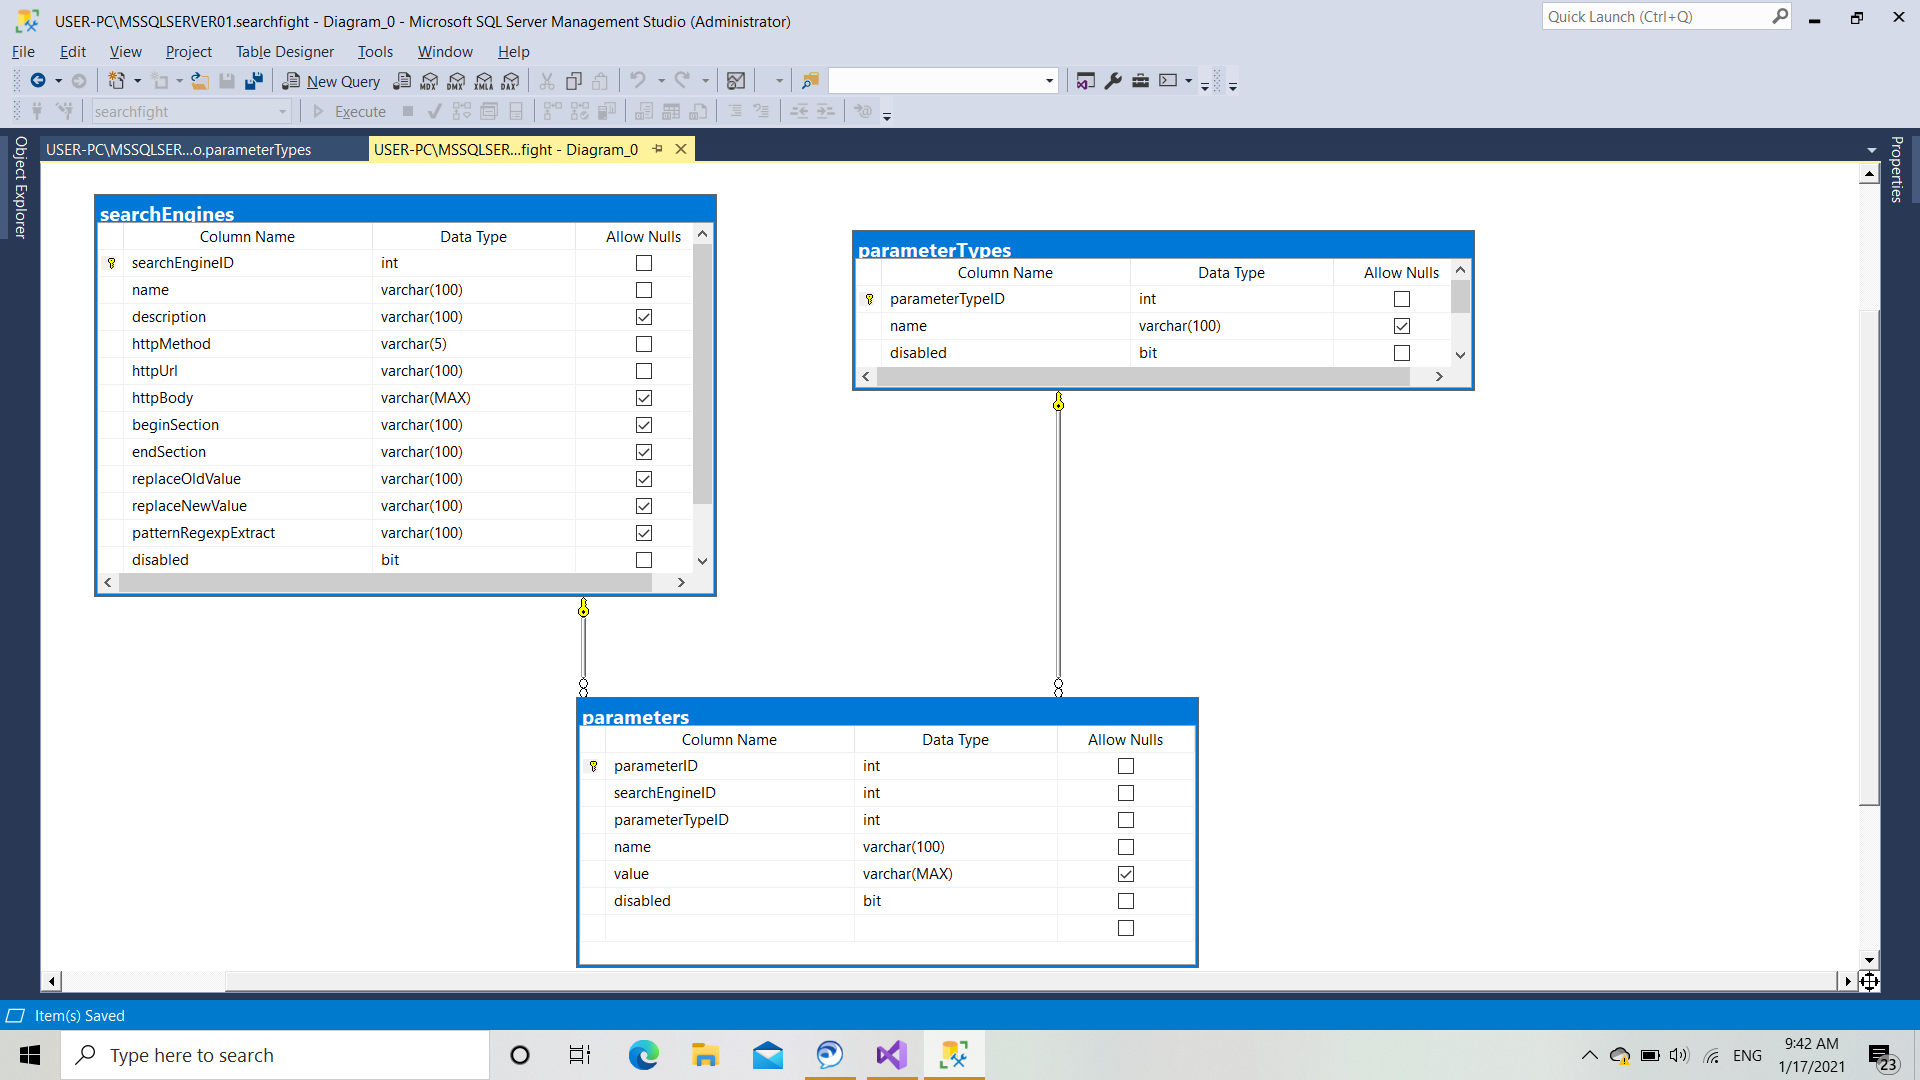 USER-PC\MSSQLSERVER01.searchfight - Diagram_0 - Microsoft SQL Server Management Studio (Administrator)
Quick Launch (Ctrl+Q)
File Edit View Project Table Designer Tools Window Help
New Query MDX DMX XMLA DAX
searchfight Execute
Object Explorer
USER-PC\MSSQLSER...o.parameterTypes
USER-PC\MSSQLSER...fight - Diagram_0
Properties
searchEngines
Column Name Data Type Allow Nulls
searchEngineID int
name varchar(100)
description varchar(100)
httpMethod varchar(5)
httpUrl varchar(100)
httpBody varchar(MAX)
beginSection varchar(100)
endSection varchar(100)
replaceOldValue varchar(100)
replaceNewValue varchar(100)
patternRegexpExtract varchar(100)
disabled bit
parameterTypes
Column Name Data Type Allow Nulls
parameterTypeID int
name varchar(100)
disabled bit
parameters
Column Name Data Type Allow Nulls
parameterID int
searchEngineID int
parameterTypeID int
name varchar(100)
value varchar(MAX)
disabled bit
Item(s) Saved
Type here to search
ENG
9:42 AM
1/17/2021
23